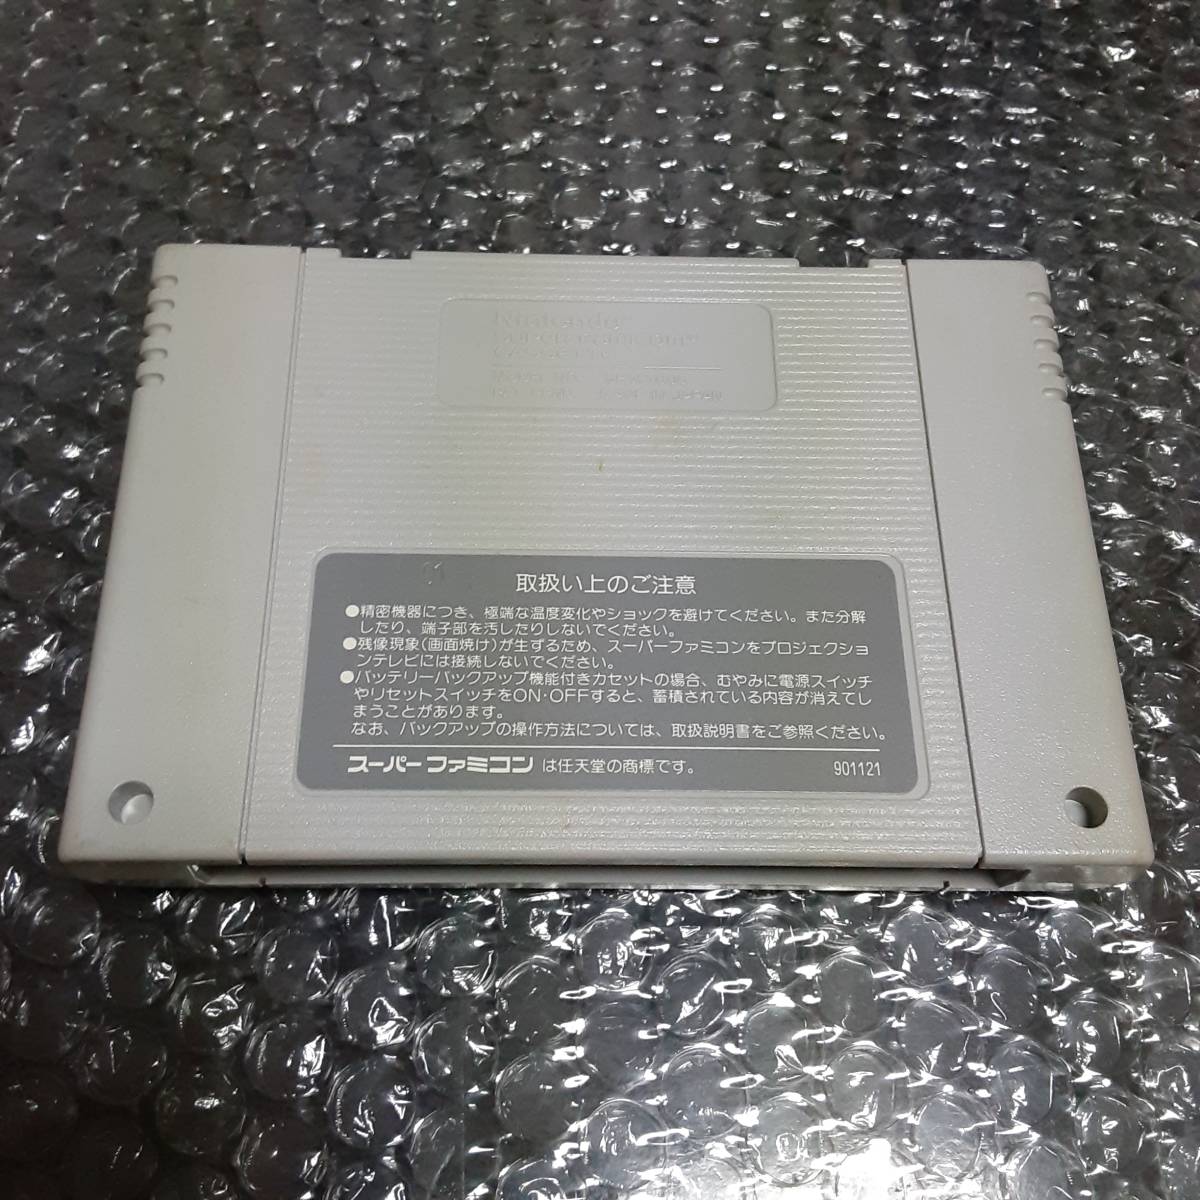 Nintendo
取扱い上のご注意
●精密機器につき、極端な温度変化やショックを避けてください。また分解
したり、端子部を汚したりしないでください。
●残像現象(画面焼け)が生ずるため、スーパーファミコンをプロジェクショ
ンテレビには接続しないでください。
●バッテリーバックアップ機能付きカセットの場合、むやみに電源スイッチ
やリセットスイッチをON・OFFすると、蓄積されている内容が消えてし
まうことがあります。
なお、バックアップの操作方法については、取扱説明書をご参照ください。
スーパーファミコン は任天堂の商標です。 901121